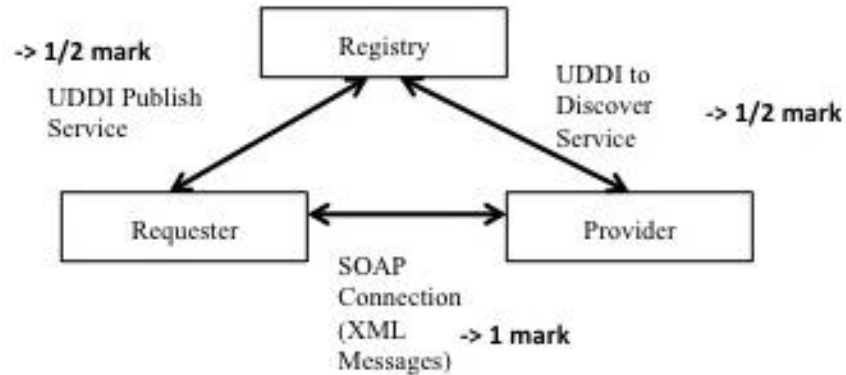 Registry
-> 1/2 mark
UDDI Publish
Service
UDDI to
Discover
Service
-> 1/2 mark
Requester
Provider
SOAP
Connection
(XML
Messages)
-> 1 mark